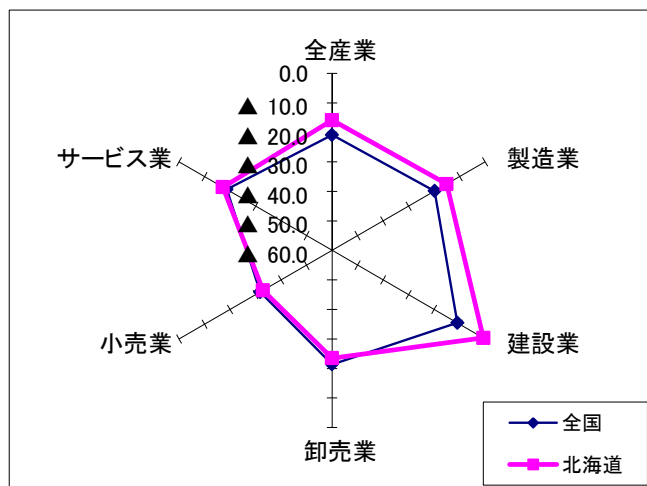 全産業
0.0
▲ 10.0
▲ 20.0
▲ 30.0
▲ 40.0
▲ 50.0
▲ 60.0
製造業
建設業
卸売業
小売業
サービス業
全国
北海道